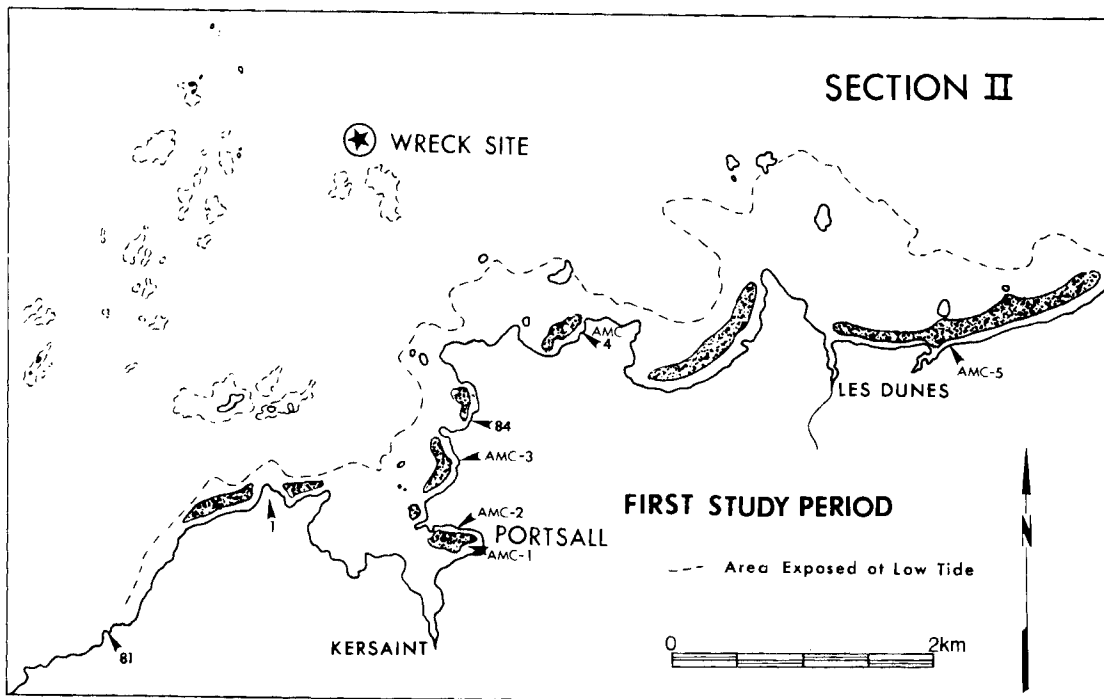 SECTION II
WRECK SITE
AMC
4
AMC-5
LES DUNES
84
AMC-3
FIRST STUDY PERIOD
AMC-2
PORTSALL
1
AMC-1
N
Area Exposed at Low Tide
KERSAINT
0 2km
81